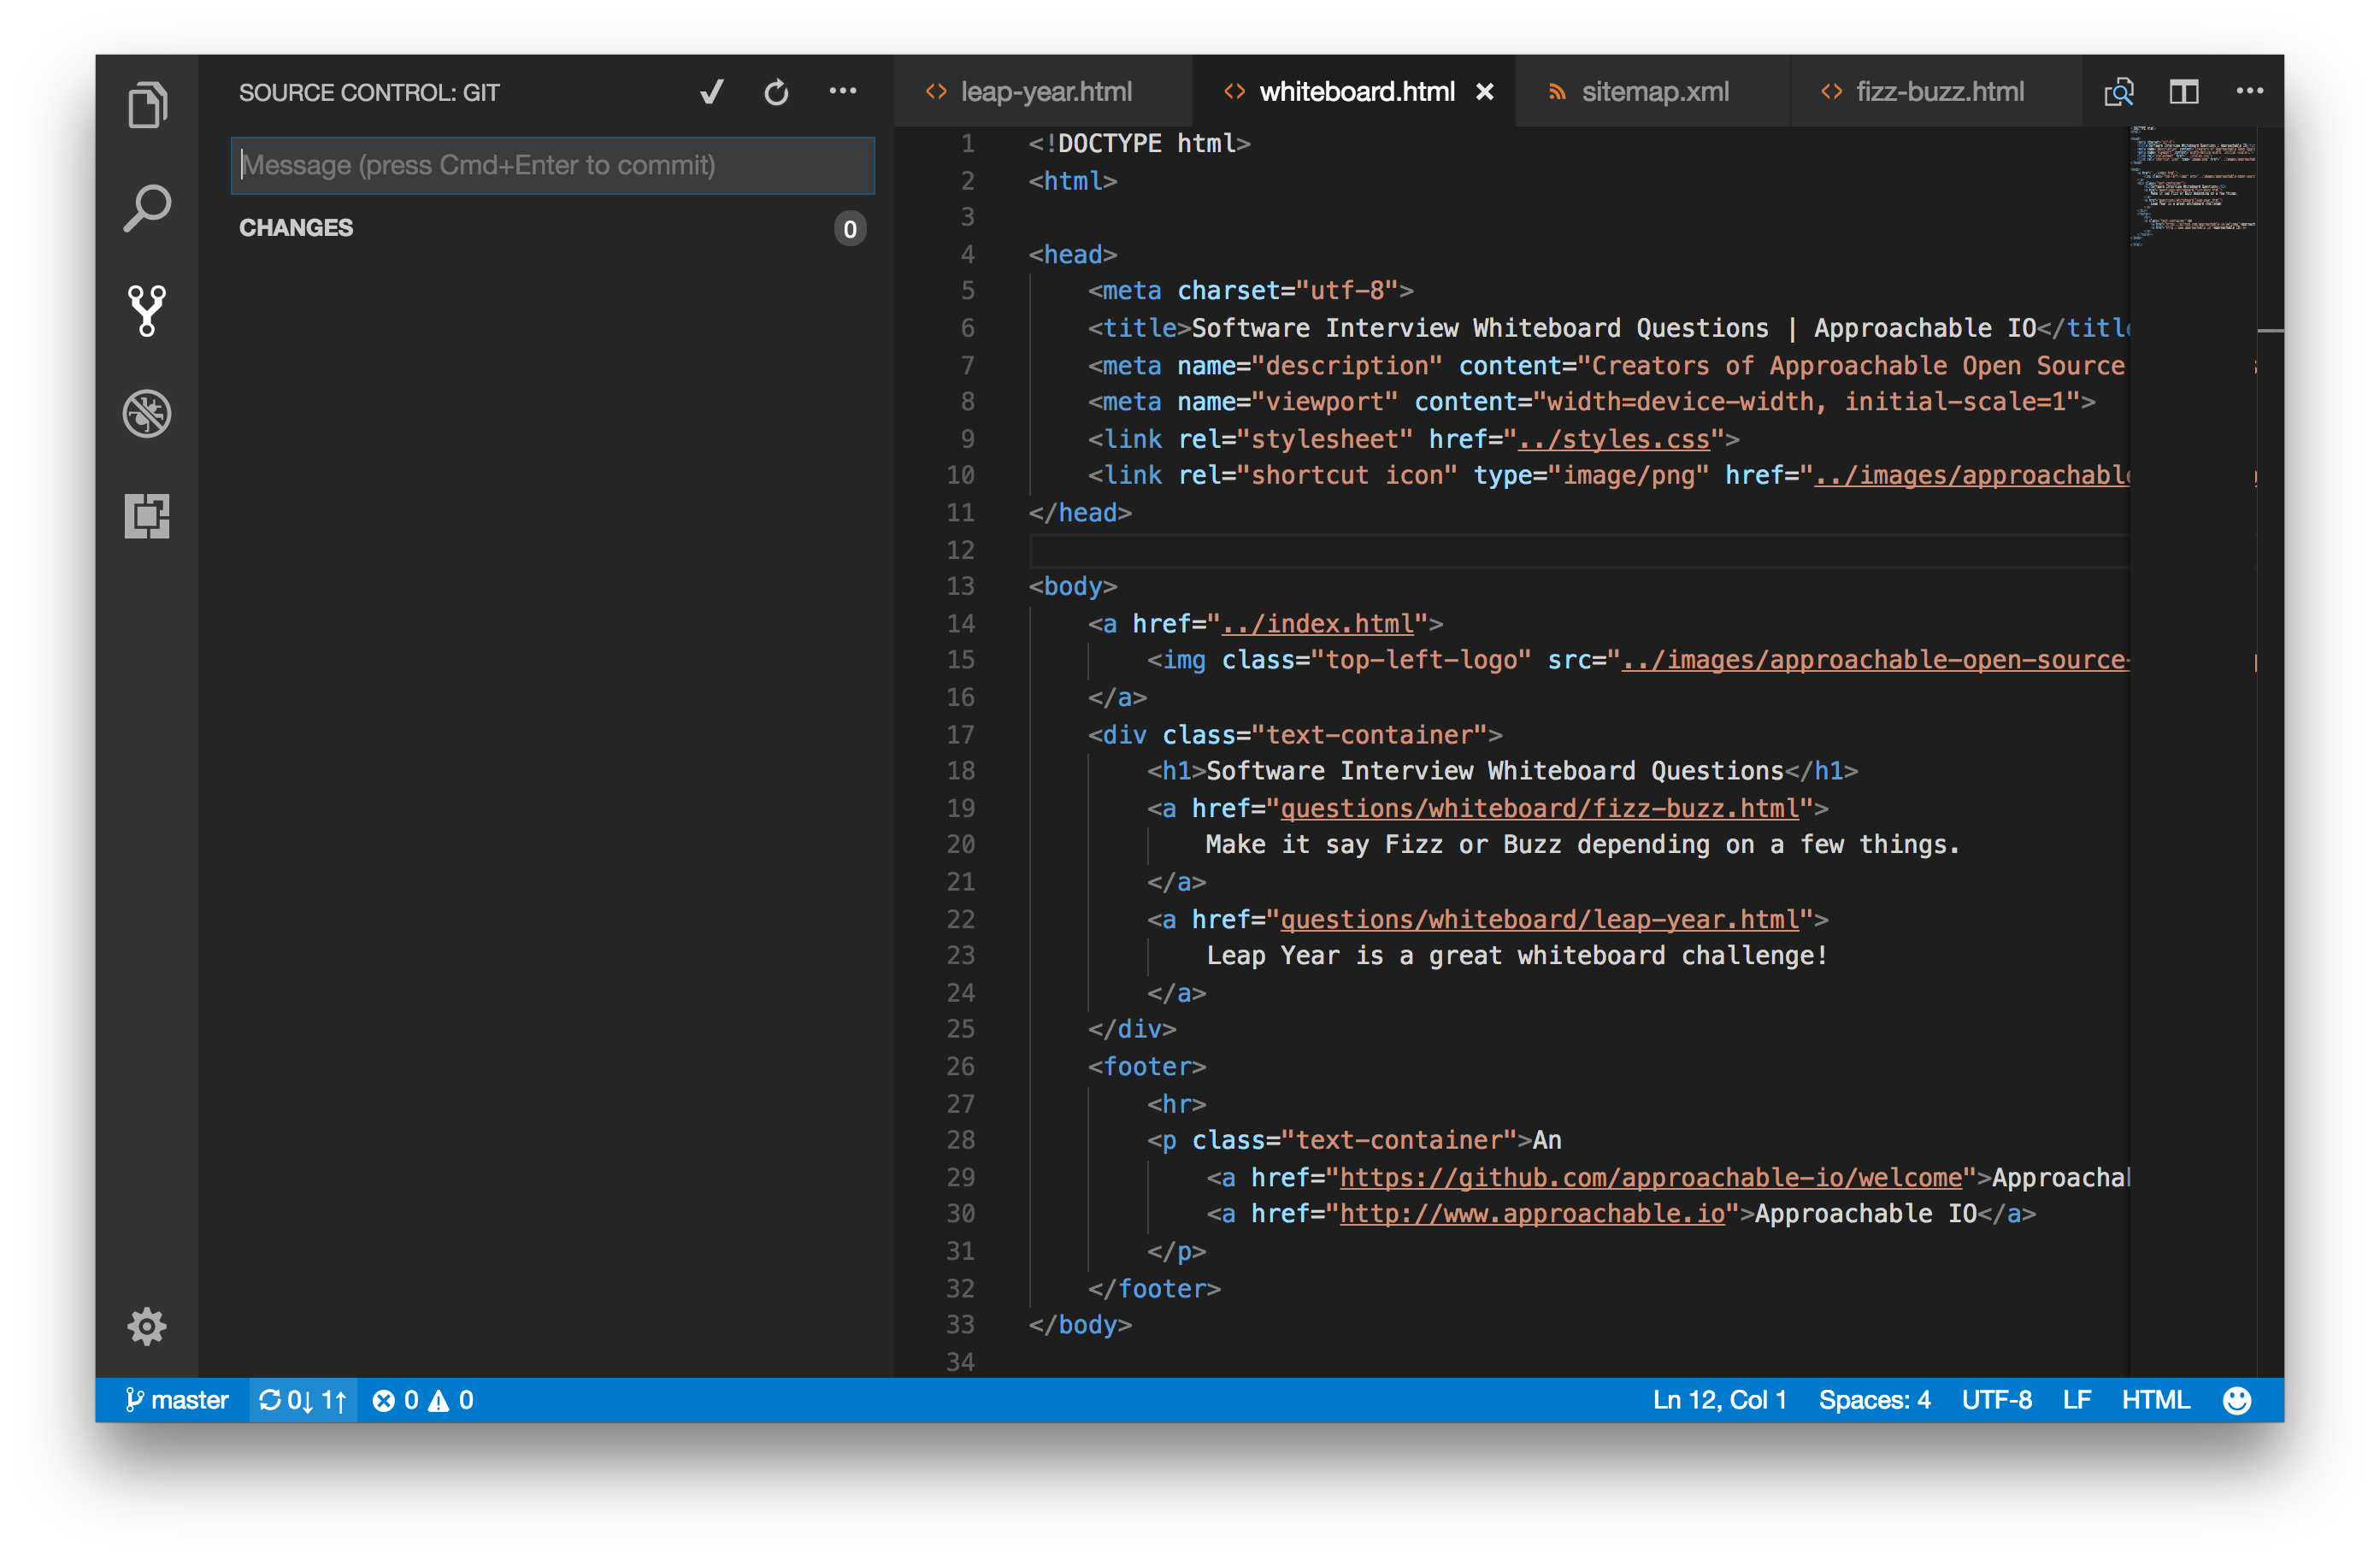 SOURCE CONTROL: GIT
Message (press Cmd+Enter to commit)
CHANGES 0
leap-year.html whiteboard.html sitemap.xml fizz-buzz.html
1 <!DOCTYPE html>
2 <html>
3
4 <head>
5 <meta charset="utf-8">
6 <title>Software Interview Whiteboard Questions | Approachable IO</title
7 <meta name="description" content="Creators of Approachable Open Source
8 <meta name="viewport" content="width=device-width, initial-scale=1">
9 <link rel="stylesheet" href="../styles.css">
10 <link rel="shortcut icon" type="image/png" href="../images/approachable
11 </head>
12
13 <body>
14 <a href="../index.html">
15 <img class="top-left-logo" src="../images/approachable-open-source-
16 </a>
17 <div class="text-container">
18 <h1>Software Interview Whiteboard Questions</h1>
19 <a href="questions/whiteboard/fizz-buzz.html">
20 Make it say Fizz or Buzz depending on a few things.
21 </a>
22 <a href="questions/whiteboard/leap-year.html">
23 Leap Year is a great whiteboard challenge!
24 </a>
25 </div>
26 <footer>
27 <hr>
28 <p class="text-container">An
29 <a href="https://github.com/approachable-io/welcome">Approachal
30 <a href="http://www.approachable.io">Approachable IO</a>
31 </p>
32 </footer>
33 </body>
34
master 0↓ 1↑ 0 0 Ln 12, Col 1 Spaces: 4 UTF-8 LF HTML